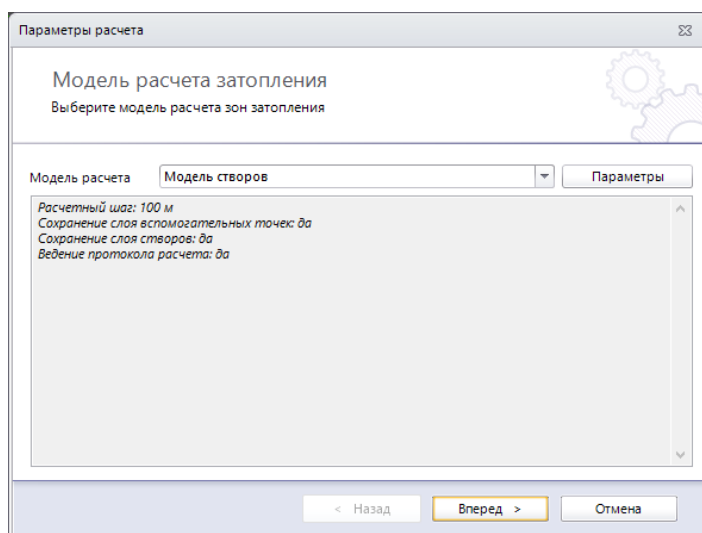 Параметры расчета
Модель расчета затопления
Выберите модель расчета зон затопления
Модель расчета Модель створов Параметры
Расчетный шаг: 100 м
Сохранение слоя вспомогательных точек: да
Сохранение слоя створов: да
Ведение протокола расчета: да
< Назад Вперед > Отмена